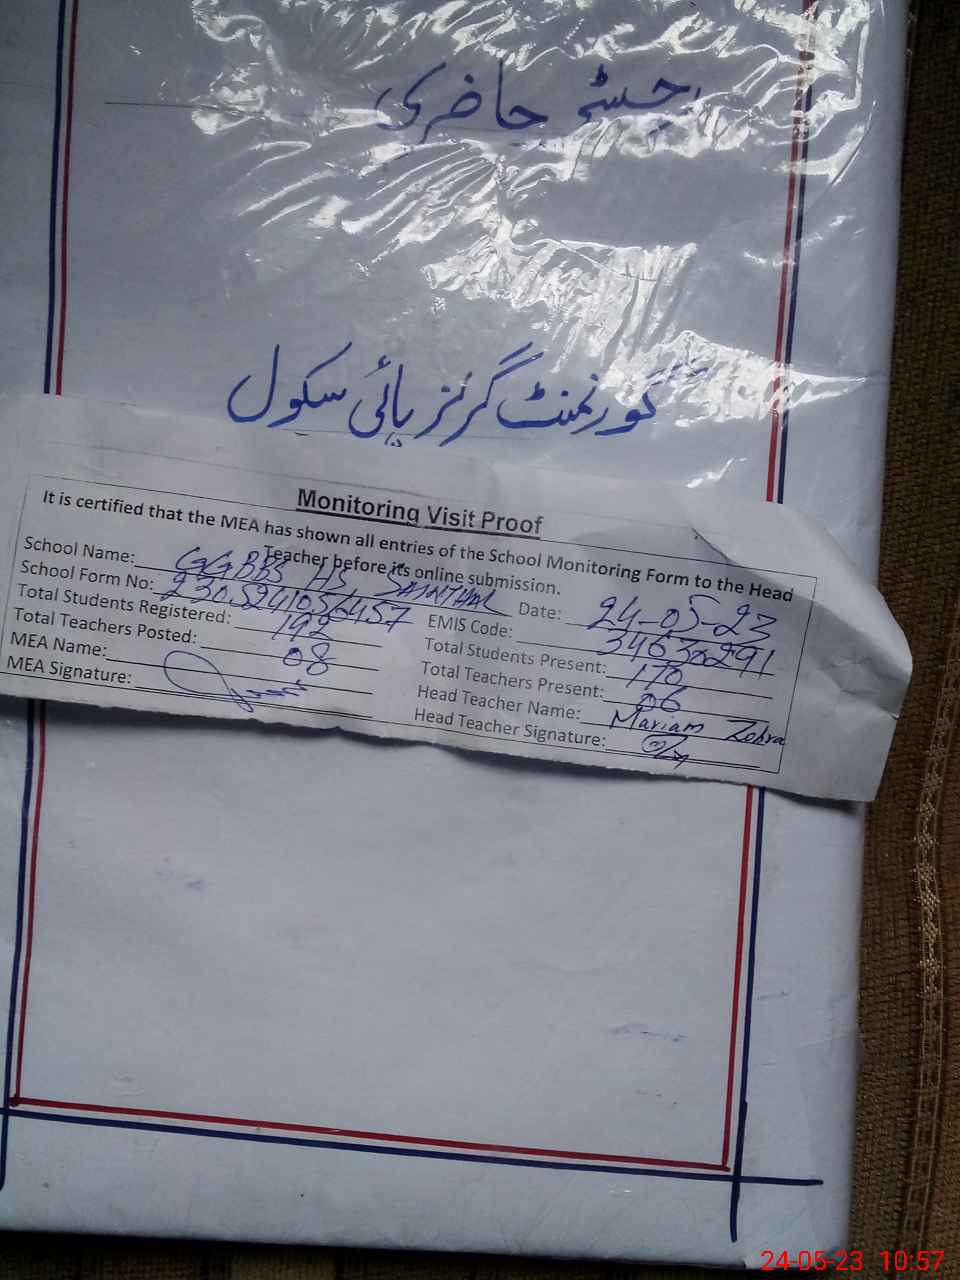 رجسٹر حاضری
گورنمنٹ گرلز ہائی سکول
Monitoring Visit Proof
It is certified that the MEA has shown all entries of the School Monitoring Form to the Head
Teacher before its online submission.
School Name: GGBBS HS, SAINTHAL Date: 24-05-23
School Form No: 2305241056457 EMIS Code: 34630291
Total Students Registered: 192 Total Students Present: 170
Total Teachers Posted: 08 Total Teachers Present: 06
MEA Name: Head Teacher Name: Mariam Zehra
MEA Signature: Head Teacher Signature:
24-05-23 10:57